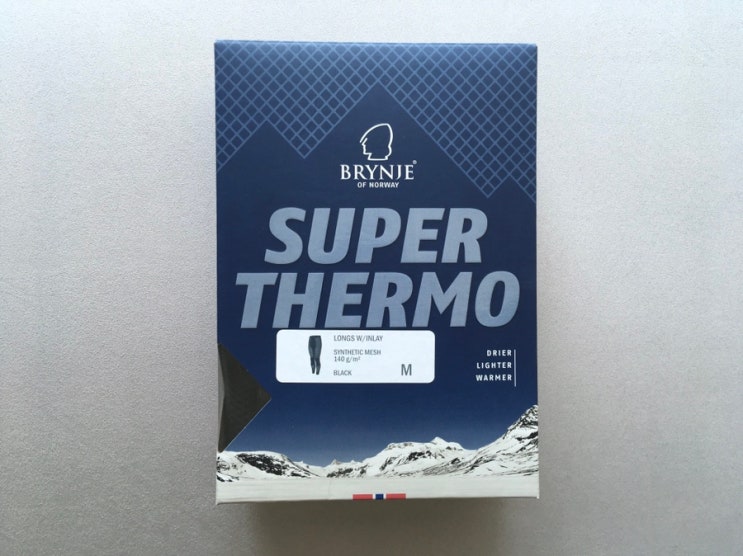 BRYNJE®
OF NORWAY
SUPER
THERMO
LONGS W/INLAY
SYNTHETIC MESH
140 g/m²
BLACK
M
DRIER
LIGHTER
WARMER